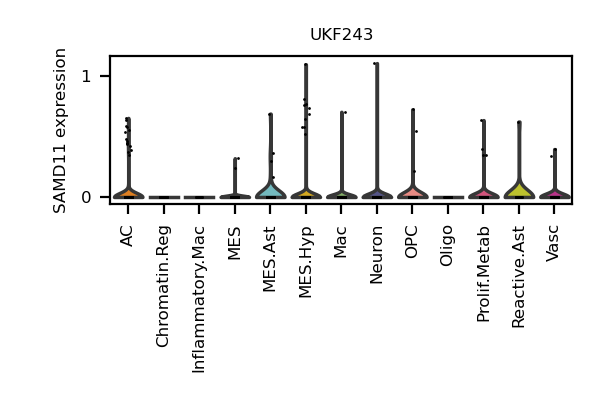 UKF243
SAMD11 expression
1
0
AC
Chromatin.Reg
Inflammatory.Mac
MES
MES.Ast
MES.Hyp
Mac
Neuron
OPC
Oligo
Prolif.Metab
Reactive.Ast
Vasc